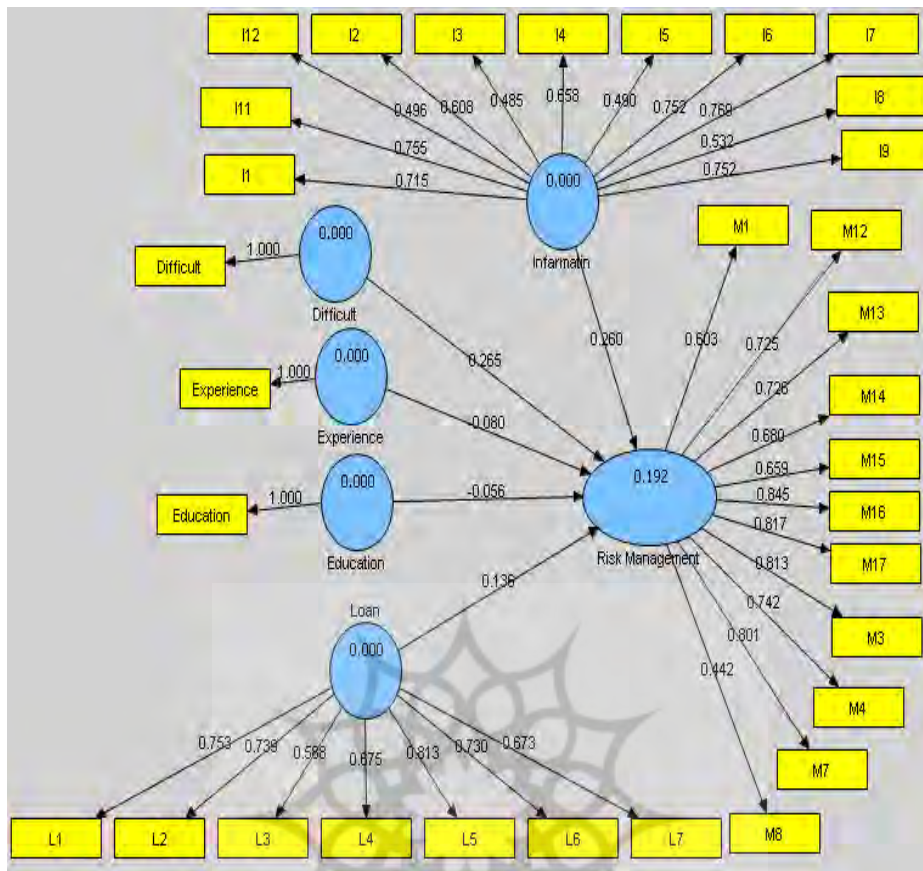 I12
I2
I3
I4
I5
I6
I7
I8
I9
I11
I1
0.496
0.608
0.485
0.658
0.490
0.752
0.769
0.532
0.752
0.755
0.715
0.000
Infarmatin
0.260
Difficult
1.000
0.000
Difficult
0.265
Experience
1.000
0.000
Experience
-0.080
Education
1.000
0.000
Education
-0.056
Loan
0.000
0.136
0.753
0.739
0.588
0.675
0.813
0.730
0.673
L1
L2
L3
L4
L5
L6
L7
0.192
Risk Management
0.603
0.725
0.726
0.680
0.659
0.845
0.817
0.813
0.742
0.801
0.442
M1
M12
M13
M14
M15
M16
M17
M3
M4
M7
M8